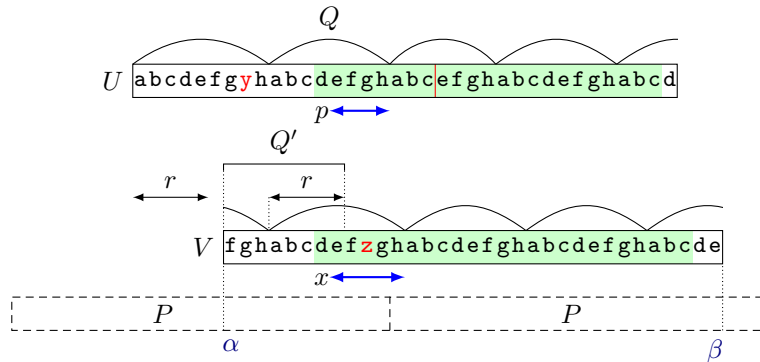 Q
U abcdefgyhabcdefghabcefghabcdefghabcd
p
Q′
r r
V fghabcdefzghabcdefghabcdefghabcde
x
P P
α β